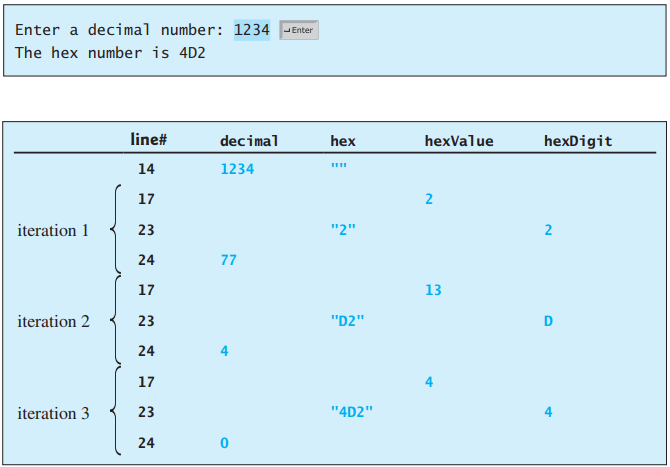 Enter a decimal number: 1234 ↵Enter
The hex number is 4D2
line# decimal hex hexValue hexDigit
14 1234 ""
17 2
iteration 1 23 "2" 2
24 77
17 13
iteration 2 23 "D2" D
24 4
17 4
iteration 3 23 "4D2" 4
24 0